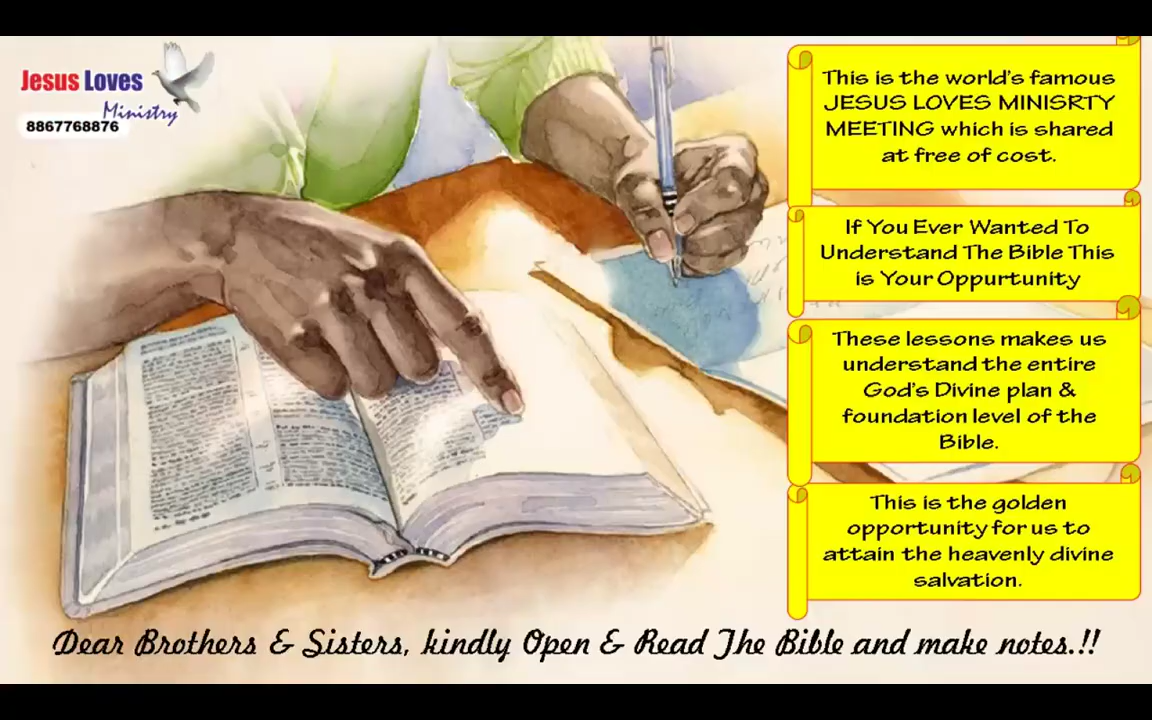 Jesus Loves
Ministry
8867768876
This is the world's famous
JESUS LOVES MINISRTY
MEETING which is shared
at free of cost.
If You Ever Wanted To
Understand The Bible This
is Your Oppurtunity
These lessons makes us
understand the entire
God's Divine plan &
foundation level of the
Bible.
This is the golden
opportunity for us to
attain the heavenly divine
salvation.
Dear Brothers & Sisters, kindly Open & Read The Bible and make notes.!!